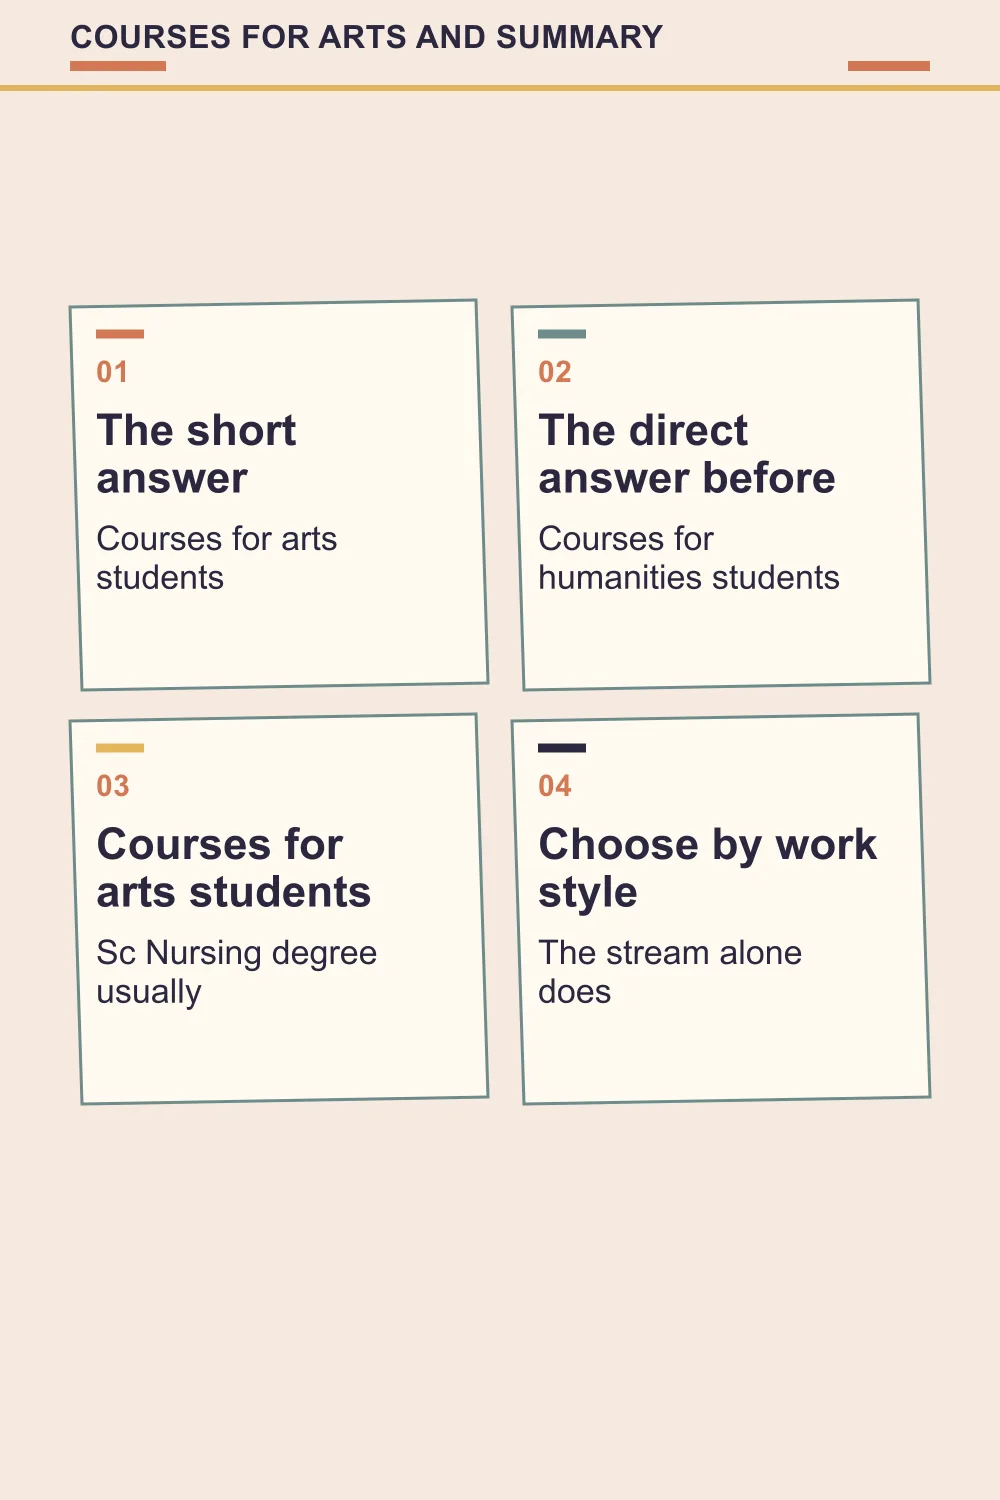 COURSES FOR ARTS AND SUMMARY
01
The short
answer
Courses for arts
students
02
The direct
answer before
Courses for
humanities students
03
Courses for
arts students
Sc Nursing degree
usually
04
Choose by work
style
The stream alone
does